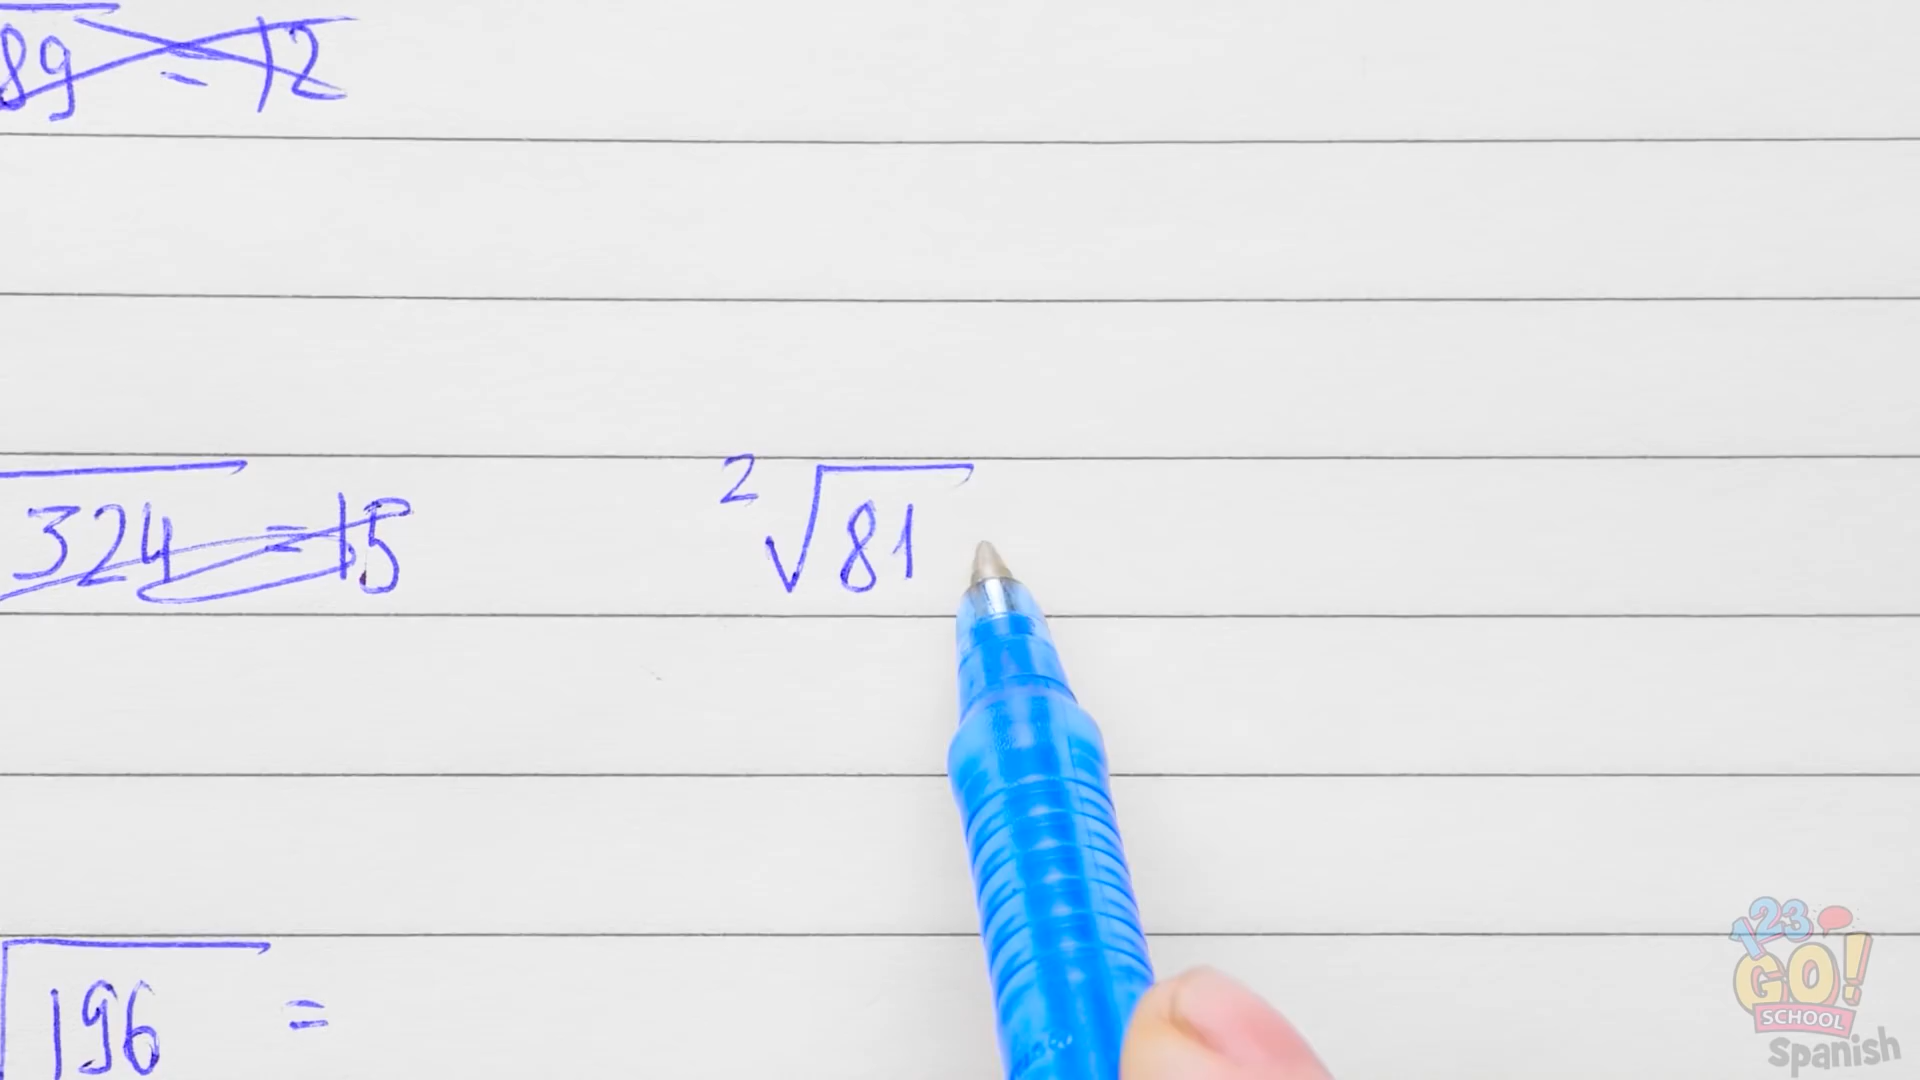 89 = 12
324 = 15
²√81
√196 =
123
GO!
SCHOOL
Spanish